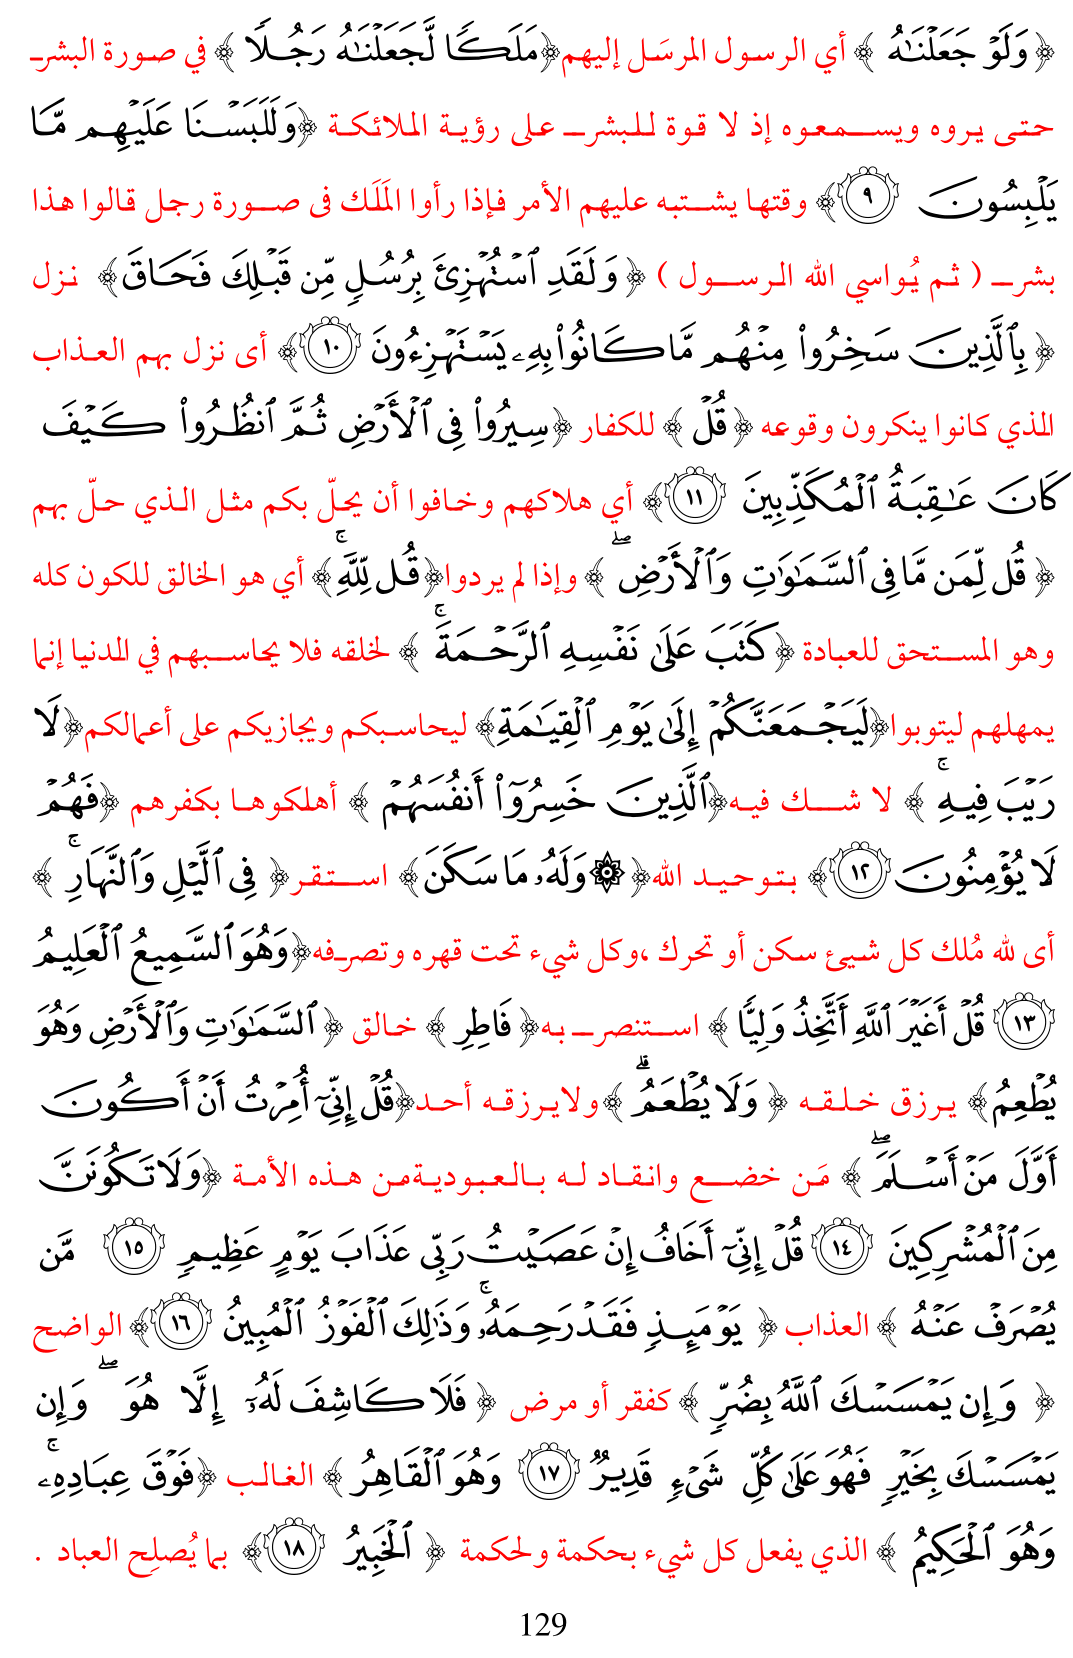 ﴿ وَلَوْ جَعَلْنَٰهُ ﴾ أي الرسول المرسَل إليهم﴿مَلَكًا لَّجَعَلْنَٰهُ رَجُلًا ﴾ في صورة البشر
حتى يروه ويسمعوه إذ لا قوة للبشر على رؤية الملائكة ﴿وَلَلَبَسْنَا عَلَيْهِم مَّا
يَلْبِسُونَ ٩﴾ وقتها يشتبه عليهم الأمر فإذا رأوا المَلَك فى صورة رجل قالوا هذا
بشر ( ثم يُواسي الله الرسول ) ﴿ وَلَقَدِ ٱسْتُهْزِئَ بِرُسُلٍ مِّن قَبْلِكَ فَحَاقَ﴾ نزل
﴿ بِٱلَّذِينَ سَخِرُوا۟ مِنْهُم مَّا كَانُوا۟ بِهِۦ يَسْتَهْزِءُونَ ١٠﴾ أى نزل بهم العذاب
الذي كانوا ينكرون وقوعه ﴿قُلْ ﴾ للكفار ﴿سِيرُوا۟ فِى ٱلْأَرْضِ ثُمَّ ٱنظُرُوا۟ كَيْفَ
كَانَ عَٰقِبَةُ ٱلْمُكَذِّبِينَ ١١﴾ أي هلاكهم وخافوا أن يحلّ بكم مثل الذي حلّ بهم
﴿ قُل لِّمَن مَّا فِى ٱلسَّمَٰوَٰتِ وَٱلْأَرْضِ ۖ ﴾ وإذا لم يردوا﴿قُل لِّلَّهِ ۚ﴾ أي هو الخالق للكون كله
وهو المستحق للعبادة ﴿كَتَبَ عَلَىٰ نَفْسِهِ ٱلرَّحْمَةَ ۚ ﴾ لخلقه فلا يحاسبهم في الدنيا إنما
يمهلهم ليتوبوا﴿لَيَجْمَعَنَّكُمْ إِلَىٰ يَوْمِ ٱلْقِيَٰمَةِ﴾ ليحاسبكم ويجازيكم على أعمالكم﴿لَا
رَيْبَ فِيهِ ۚ ﴾ لا شك فيه﴿ٱلَّذِينَ خَسِرُوٓا۟ أَنفُسَهُمْ ﴾ أهلكوها بكفرهم ﴿فَهُمْ
لَا يُؤْمِنُونَ ١٢﴾ بتوحيد الله﴿۞ وَلَهُۥ مَا سَكَنَ﴾ استقر﴿ فِى ٱلَّيْلِ وَٱلنَّهَارِ ۚ ﴾
أى لله مُلك كل شيئ سكن أو تحرك ،وكل شيء تحت قهره وتصرفه﴿وَهُوَ ٱلسَّمِيعُ ٱلْعَلِيمُ
١٣ قُلْ أَغَيْرَ ٱللَّهِ أَتَّخِذُ وَلِيًّا ﴾ استنصر به﴿ فَاطِرِ ﴾ خالق ﴿ ٱلسَّمَٰوَٰتِ وَٱلْأَرْضِ وَهُوَ
يُطْعِمُ﴾ يرزق خلقه ﴿ وَلَا يُطْعَمُ ۗ ﴾ولايرزقه أحد﴿قُلْ إِنِّىٓ أُمِرْتُ أَنْ أَكُونَ
أَوَّلَ مَنْ أَسْلَمَ ۖ ﴾ مَن خضع وانقاد له بالعبوديةمن هذه الأمة ﴿وَلَا تَكُونَنَّ
مِنَ ٱلْمُشْرِكِينَ ١٤ قُلْ إِنِّىٓ أَخَافُ إِنْ عَصَيْتُ رَبِّى عَذَابَ يَوْمٍ عَظِيمٍ ١٥ مَّن
يُصْرَفْ عَنْهُ ﴾ العذاب ﴿ يَوْمَئِذٍ فَقَدْ رَحِمَهُۥ ۚ وَذَٰلِكَ ٱلْفَوْزُ ٱلْمُبِينُ ١٦﴾ الواضح
﴿ وَإِن يَمْسَسْكَ ٱللَّهُ بِضُرٍّ ﴾ كفقر أو مرض ﴿ فَلَا كَاشِفَ لَهُۥٓ إِلَّا هُوَ ۖ وَإِن
يَمْسَسْكَ بِخَيْرٍ فَهُوَ عَلَىٰ كُلِّ شَىْءٍ قَدِيرٌ ١٧ وَهُوَ ٱلْقَاهِرُ ﴾ الغالب ﴿فَوْقَ عِبَادِهِۦ ۚ
وَهُوَ ٱلْحَكِيمُ ﴾ الذي يفعل كل شيء بحكمة ولحكمة ﴿ ٱلْخَبِيرُ ١٨﴾ بما يُصلِح العباد .
129